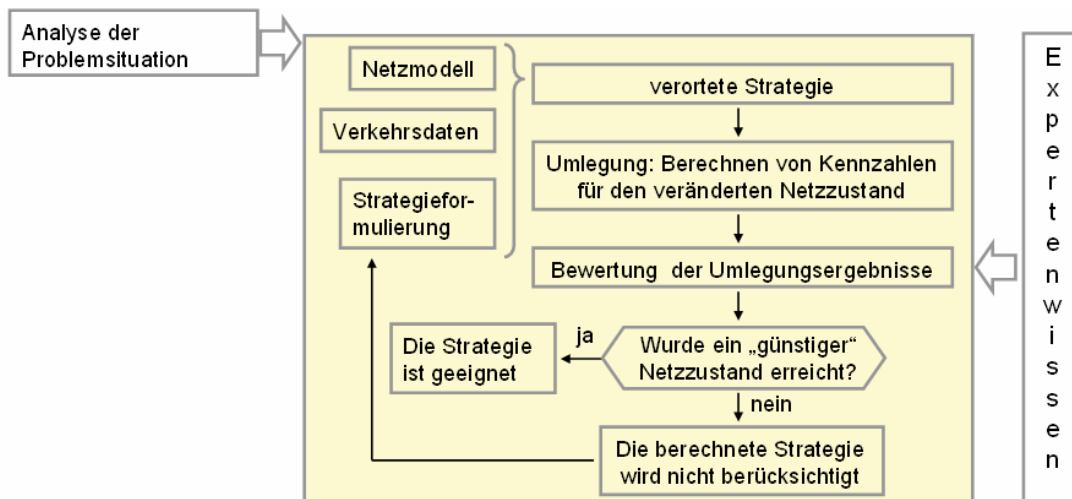 Analyse der
Problemsituation
Netzmodell
Verkehrsdaten
Strategiefor-
mulierung
verortete Strategie
Umlegung: Berechnen von Kennzahlen
für den veränderten Netzzustand
Bewertung der Umlegungsergebnisse
Wurde ein „günstiger“
Netzzustand erreicht?
ja
Die Strategie
ist geeignet
nein
Die berechnete Strategie
wird nicht berücksichtigt
E
x
p
e
r
t
e
n
w
i
s
s
e
n